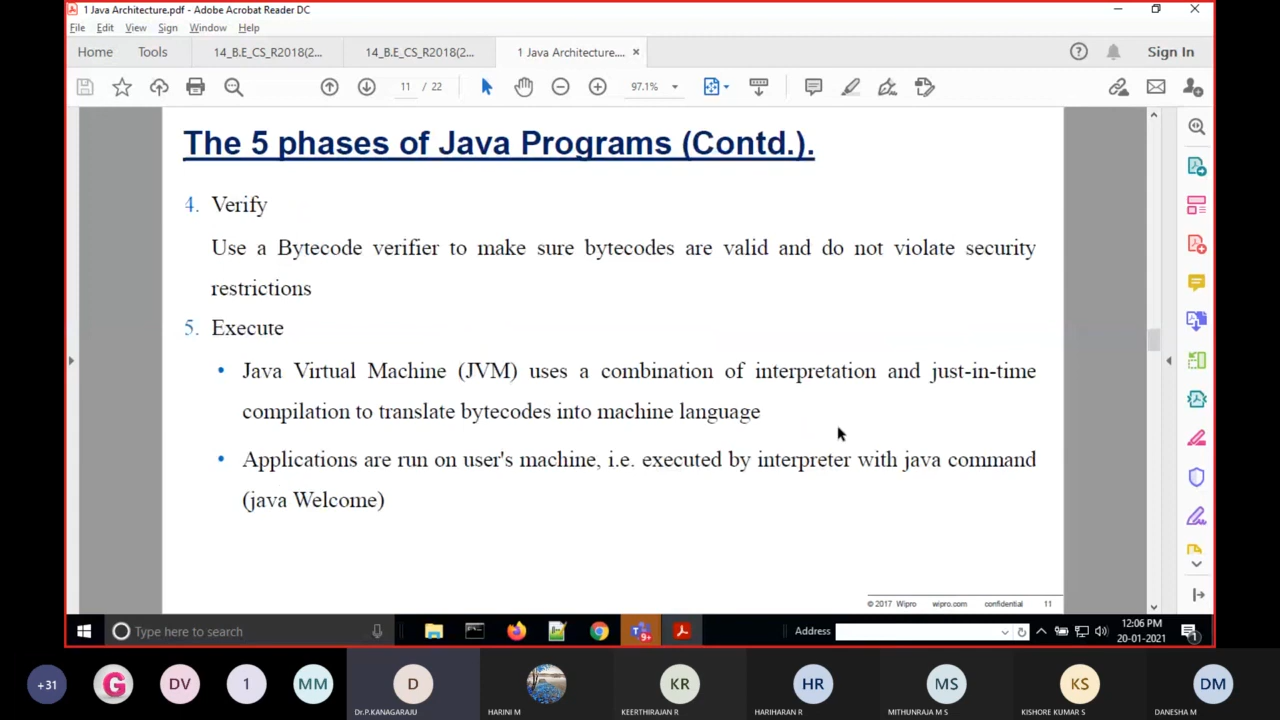 1 Java Architecture.pdf - Adobe Acrobat Reader DC
File Edit View Sign Window Help
Home Tools 14_B.E_CS_R2018(2... 14_B.E_CS_R2018(2... 1 Java Architecture.... × Sign In
11 / 22 97.1%
The 5 phases of Java Programs (Contd.).
4. Verify
Use a Bytecode verifier to make sure bytecodes are valid and do not violate security
restrictions
5. Execute
• Java Virtual Machine (JVM) uses a combination of interpretation and just-in-time
compilation to translate bytecodes into machine language
• Applications are run on user's machine, i.e. executed by interpreter with java command
(java Welcome)
© 2017 Wipro wipro.com confidential 11
Type here to search 9+ Address 12:06 PM
20-01-2021 1
+31 G DV 1 MM D KR HR MS KS DM
Dr.P.KANAGARAJU HARINI M KEERTHIRAJAN R HARIHARAN R MITHUNRAJA M S KISHORE KUMAR S DANESHA M